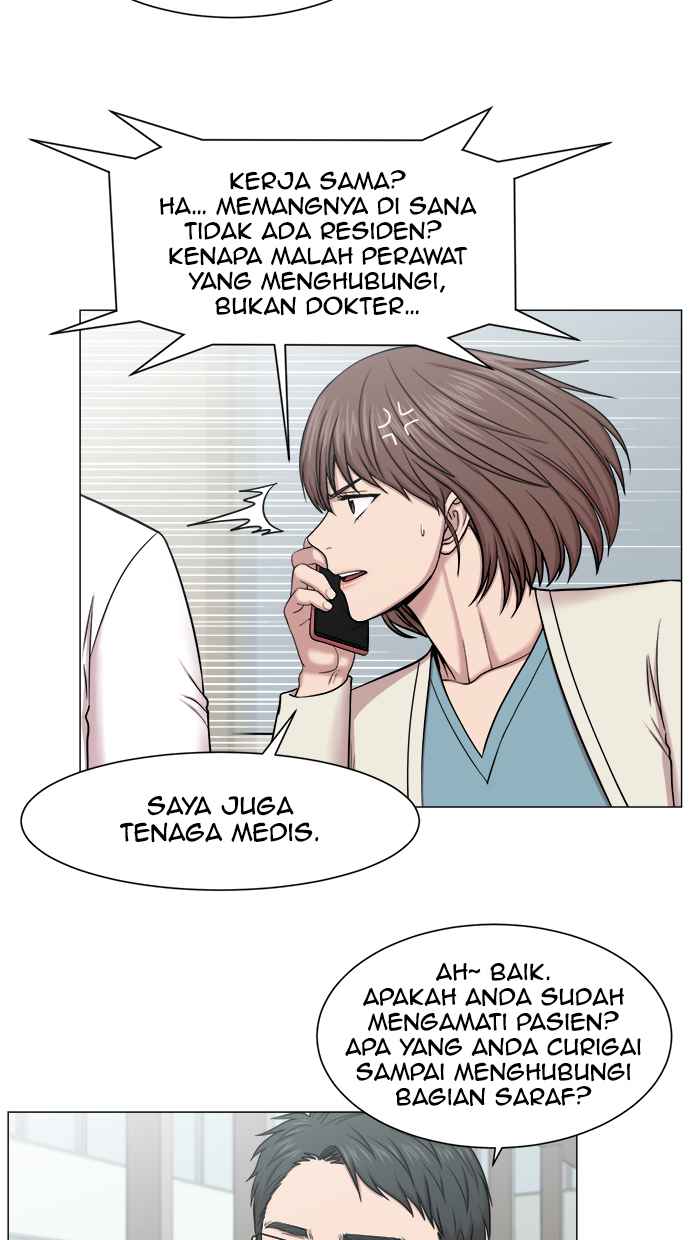 KERJA SAMA?
HA... MEMANGNYA DI SANA
TIDAK ADA RESIDEN?
KENAPA MALAH PERAWAT
YANG MENGHUBUNGI,
BUKAN DOKTER...
SAYA JUGA
TENAGA MEDIS.
AH~ BAIK.
APAKAH ANDA SUDAH
MENGAMATI PASIEN?
APA YANG ANDA CURIGAI
SAMPAI MENGHUBUNGI
BAGIAN SARAF?